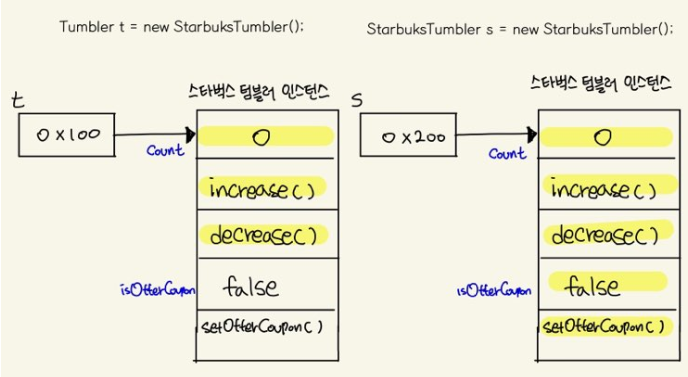 Tumbler t = new StarbuksTumbler();
t
스타벅스 텀블러 인스턴스
0x100
Count
0
increase()
decrease()
isOfferCoupon
false
setOfferCoupon()
StarbuksTumbler s = new StarbuksTumbler();
s
스타벅스 텀블러 인스턴스
0x200
Count
0
increase()
decrease()
isOfferCoupon
false
setOfferCoupon()